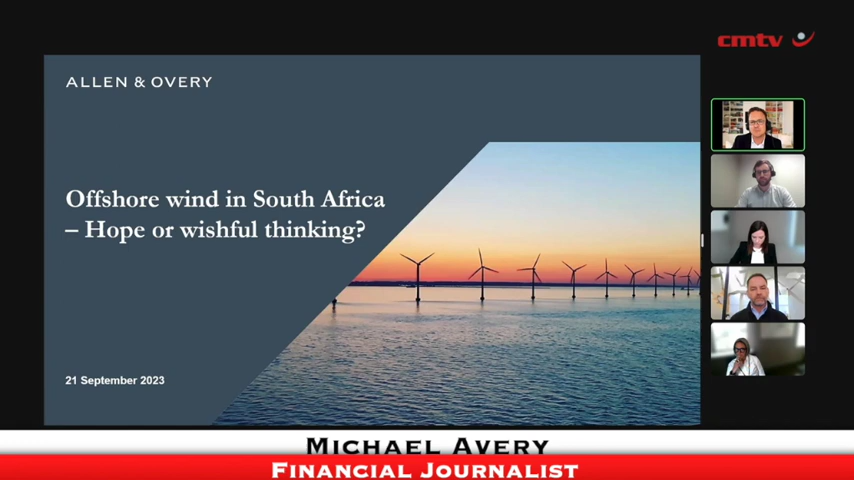 cmtv
ALLEN & OVERY
Offshore wind in South Africa
– Hope or wishful thinking?
21 September 2023
MICHAEL AVERY
FINANCIAL JOURNALIST